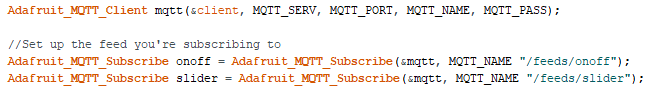 Adafruit_MQTT_Client mqtt(&client, MQTT_SERV, MQTT_PORT, MQTT_NAME, MQTT_PASS);
//Set up the feed you're subscribing to
Adafruit_MQTT_Subscribe onoff = Adafruit_MQTT_Subscribe(&mqtt, MQTT_NAME "/feeds/onoff");
Adafruit_MQTT_Subscribe slider = Adafruit_MQTT_Subscribe(&mqtt, MQTT_NAME "/feeds/slider");